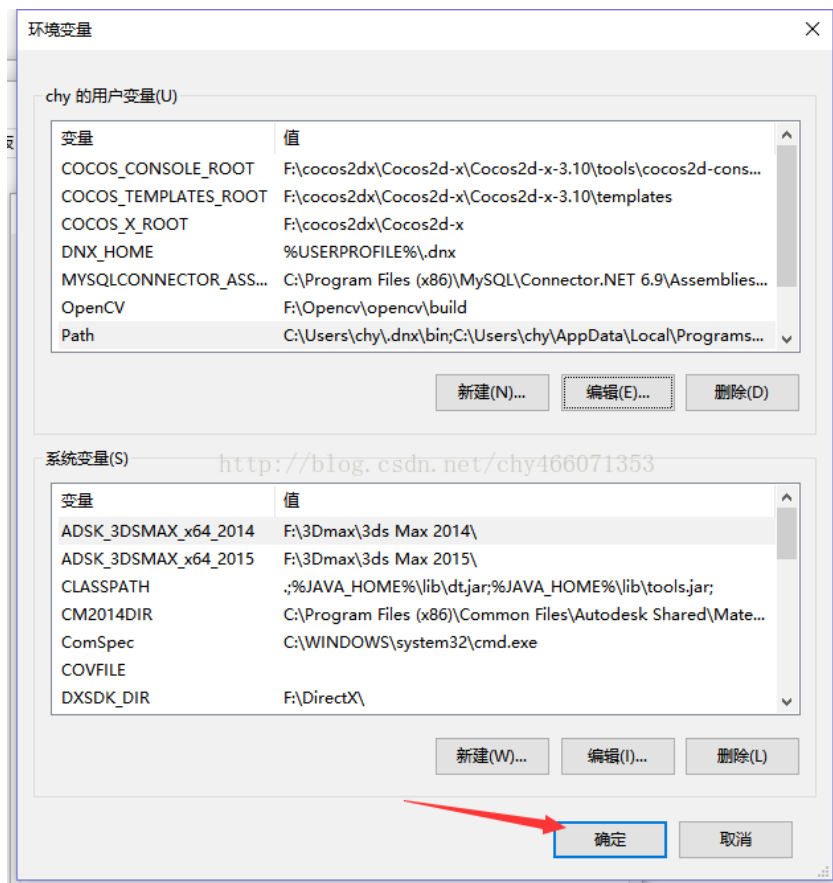 环境变量
chy 的用户变量(U)
变量 值
COCOS_CONSOLE_ROOT F:\cocos2dx\Cocos2d-x\Cocos2d-x-3.10\tools\cocos2d-cons...
COCOS_TEMPLATES_ROOT F:\cocos2dx\Cocos2d-x\Cocos2d-x-3.10\templates
COCOS_X_ROOT F:\cocos2dx\Cocos2d-x
DNX_HOME %USERPROFILE%\.dnx
MYSQLCONNECTOR_ASS... C:\Program Files (x86)\MySQL\Connector.NET 6.9\Assemblies...
OpenCV F:\Opencv\opencv\build
Path C:\Users\chy\.dnx\bin;C:\Users\chy\AppData\Local\Programs...
新建(N)... 编辑(E)... 删除(D)
系统变量(S)
http://blog.csdn.net/chy466071353
变量 值
ADSK_3DSMAX_x64_2014 F:\3Dmax\3ds Max 2014\
ADSK_3DSMAX_x64_2015 F:\3Dmax\3ds Max 2015\
CLASSPATH .;%JAVA_HOME%\lib\dt.jar;%JAVA_HOME%\lib\tools.jar;
CM2014DIR C:\Program Files (x86)\Common Files\Autodesk Shared\Mate...
ComSpec C:\WINDOWS\system32\cmd.exe
COVFILE
DXSDK_DIR F:\DirectX\
新建(W)... 编辑(I)... 删除(L)
确定 取消